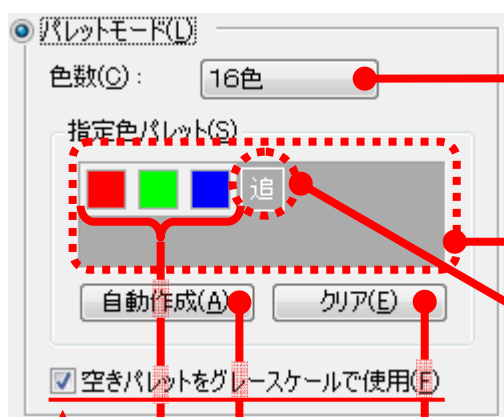 パレットモード(L)
色数(C) : 16色
指定色パレット(S)
追
自動作成(A) クリア(E)
空きパレットをグレースケールで使用(F)